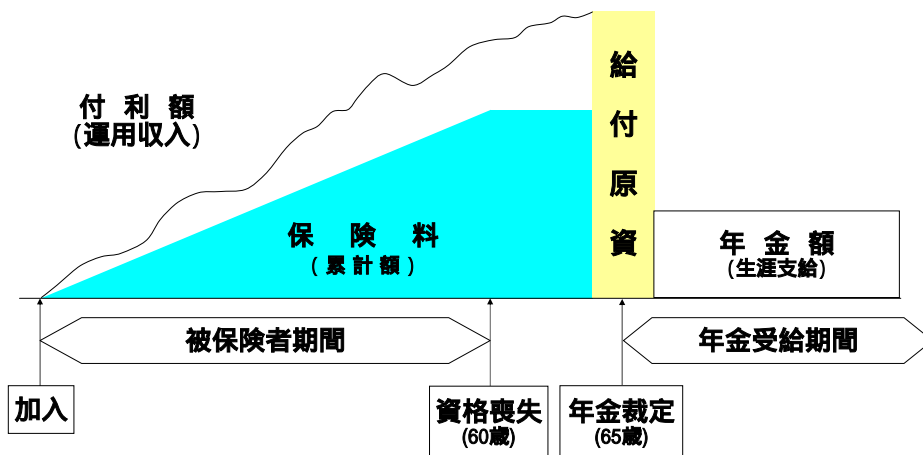 付利額
(運用収入)
給付原資
保険料
(累計額)
年金額
(生涯支給)
被保険者期間
年金受給期間
加入
資格喪失
(60歳)
年金裁定
(65歳)